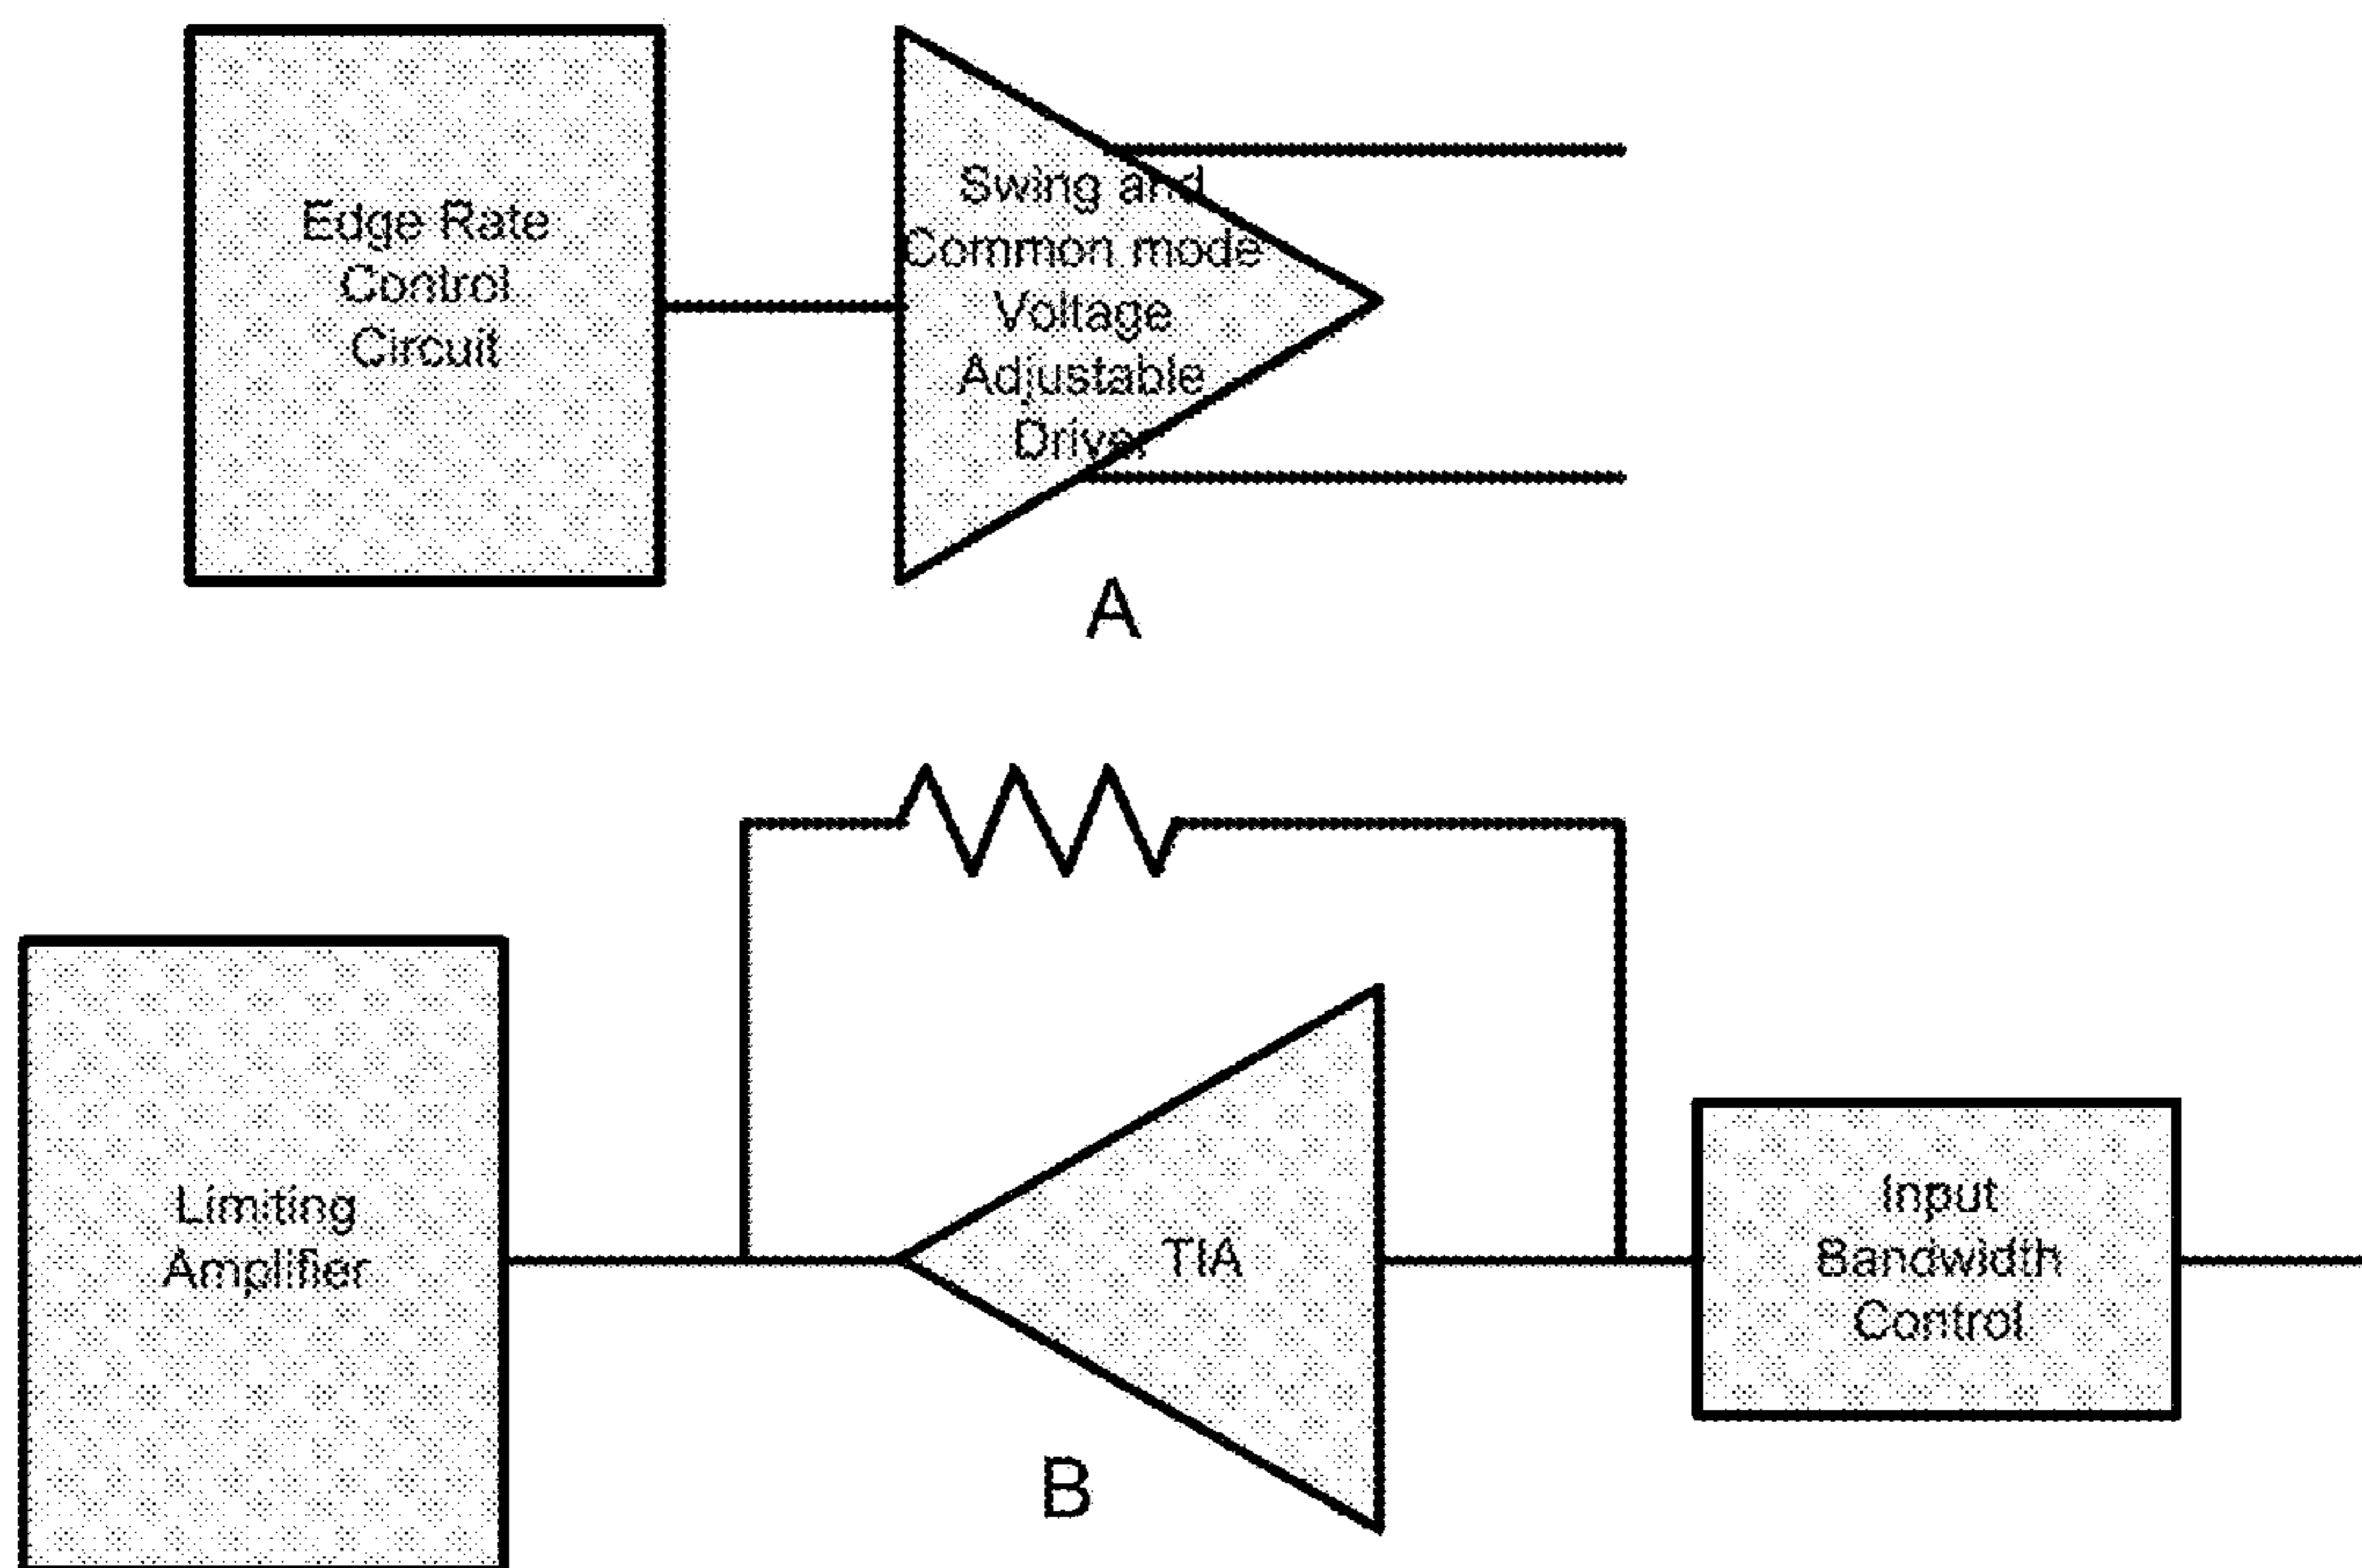 Edge Rate
Control
Circuit
Swing and
Common mode
Voltage
Adjustable
Driver
A
Limiting
Amplifier
TIA
Input
Bandwidth
Control
B